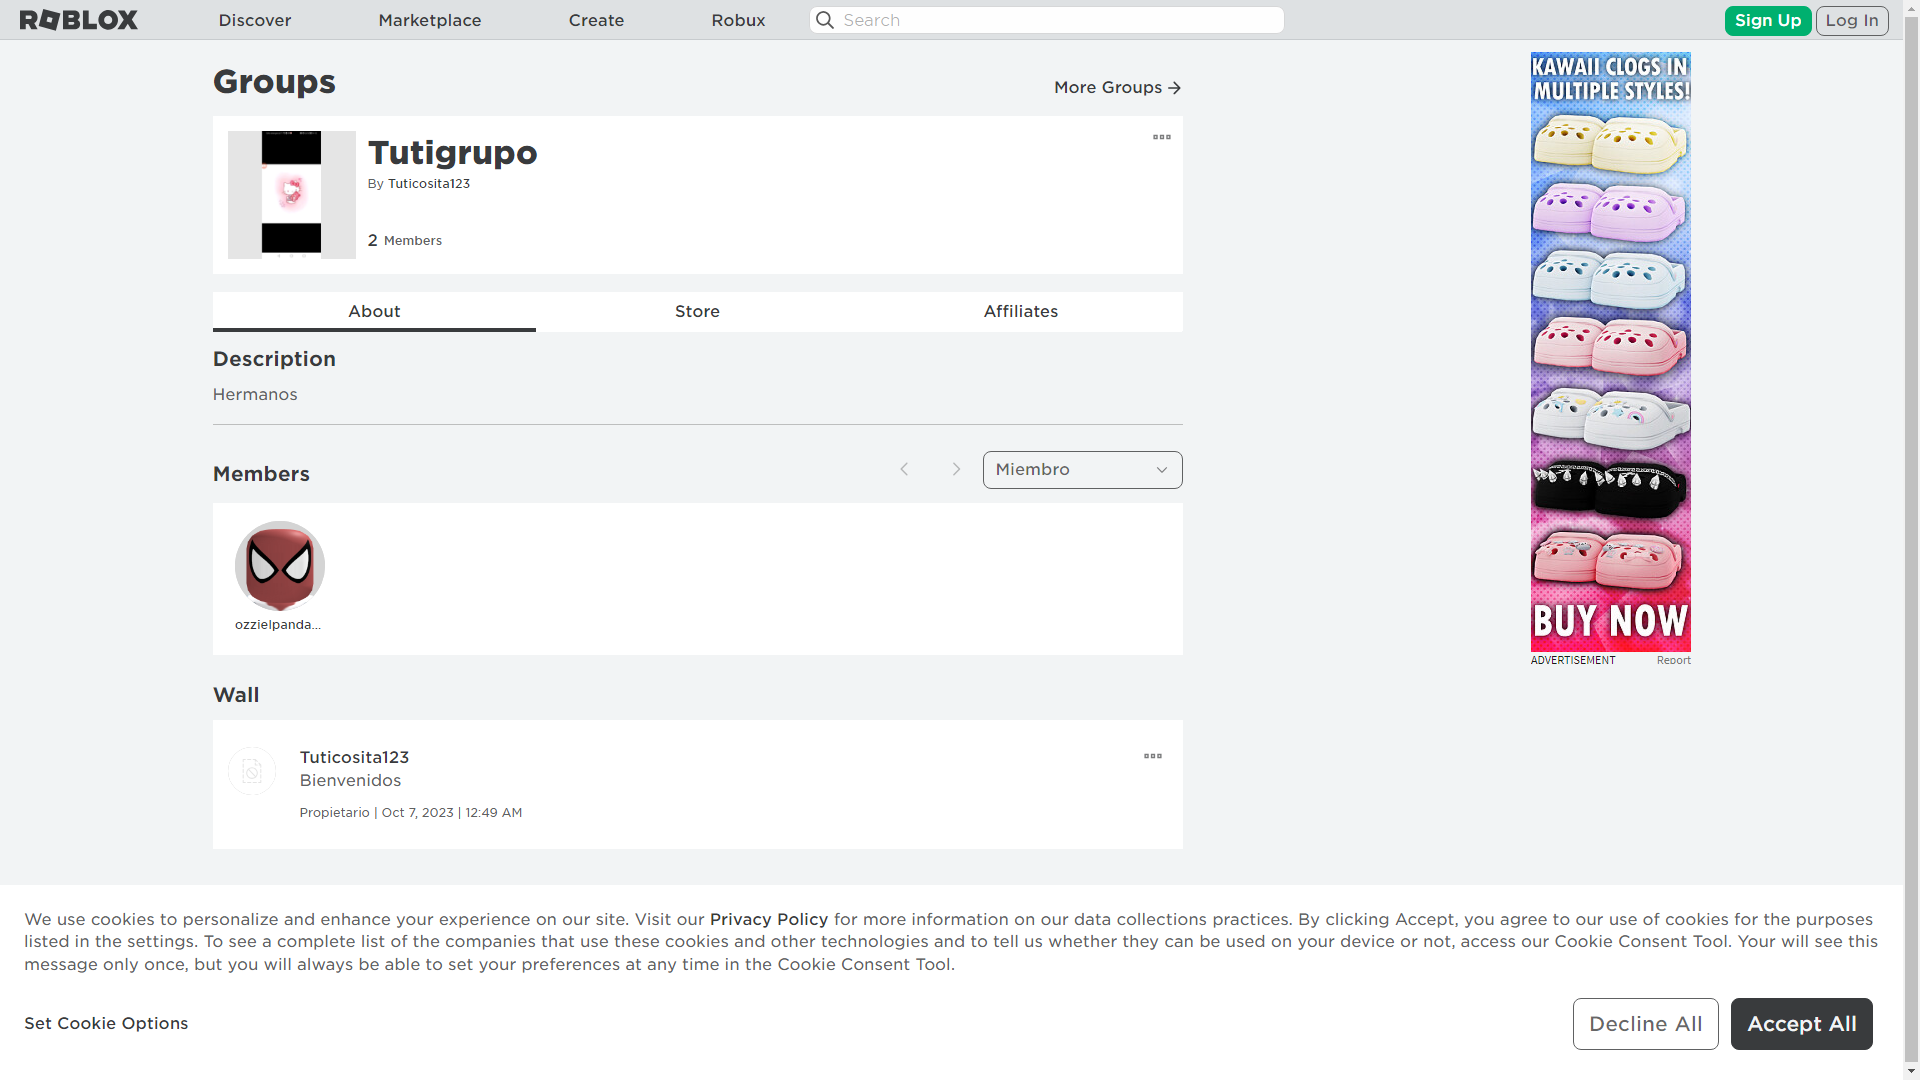 ROBLOX Discover Marketplace Create Robux Search Sign Up Log In
Groups
More Groups
Tutigrupo
By Tuticosita123
2 Members
About Store Affiliates
Description
Hermanos
Members
Miembro
ozzielpanda...
Wall
Tuticosita123
Bienvenidos
Propietario | Oct 7, 2023 | 12:49 AM
KAWAII CLOGS IN
MULTIPLE STYLES!
BUY NOW
ADVERTISEMENT Report
We use cookies to personalize and enhance your experience on our site. Visit our Privacy Policy for more information on our data collections practices. By clicking Accept, you agree to our use of cookies for the purposes
listed in the settings. To see a complete list of the companies that use these cookies and other technologies and to tell us whether they can be used on your device or not, access our Cookie Consent Tool. Your will see this
message only once, but you will always be able to set your preferences at any time in the Cookie Consent Tool.
Set Cookie Options
Decline All
Accept All